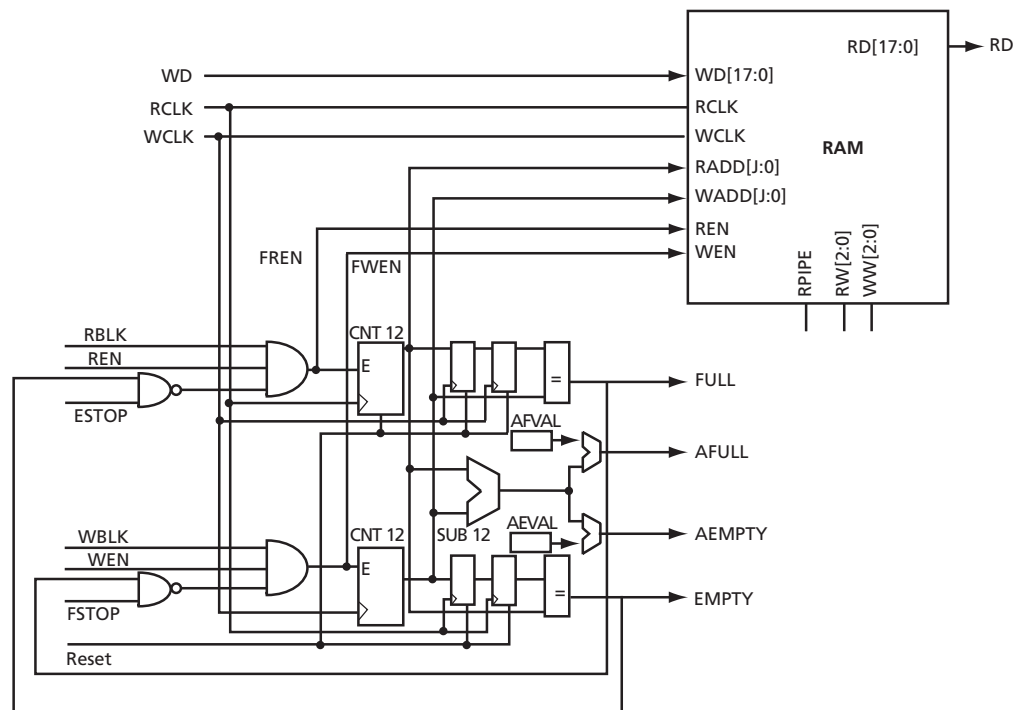 RD[17:0]
RD
WD
WD[17:0]
RCLK
RCLK
WCLK
WCLK
RAM
RADD[J:0]
WADD[J:0]
REN
FREN
WEN
FWEN
RPIPE
RW[2:0]
WW[2:0]
RBLK
CNT 12
REN
E
=
FULL
ESTOP
AFVAL
AFULL
WBLK
CNT 12
SUB 12
AEVAL
AEMPTY
WEN
E
=
EMPTY
FSTOP
Reset